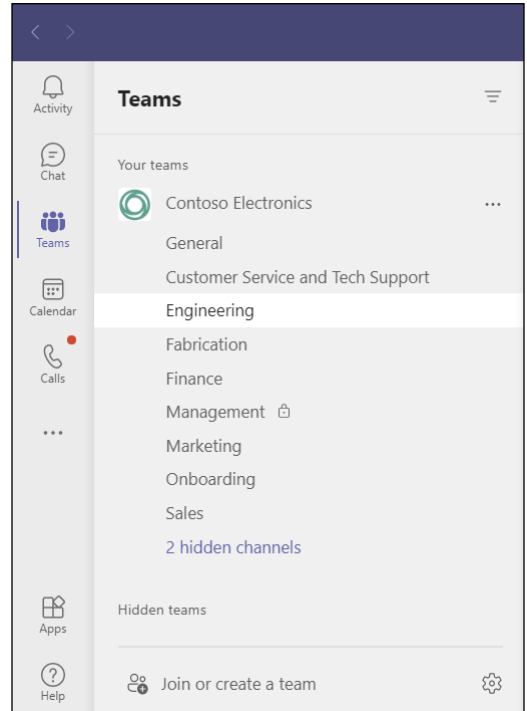 Activity
Chat
Teams
Calendar
Calls
Apps
Help
Teams
Your teams
Contoso Electronics
General
Customer Service and Tech Support
Engineering
Fabrication
Finance
Management
Marketing
Onboarding
Sales
2 hidden channels
Hidden teams
Join or create a team